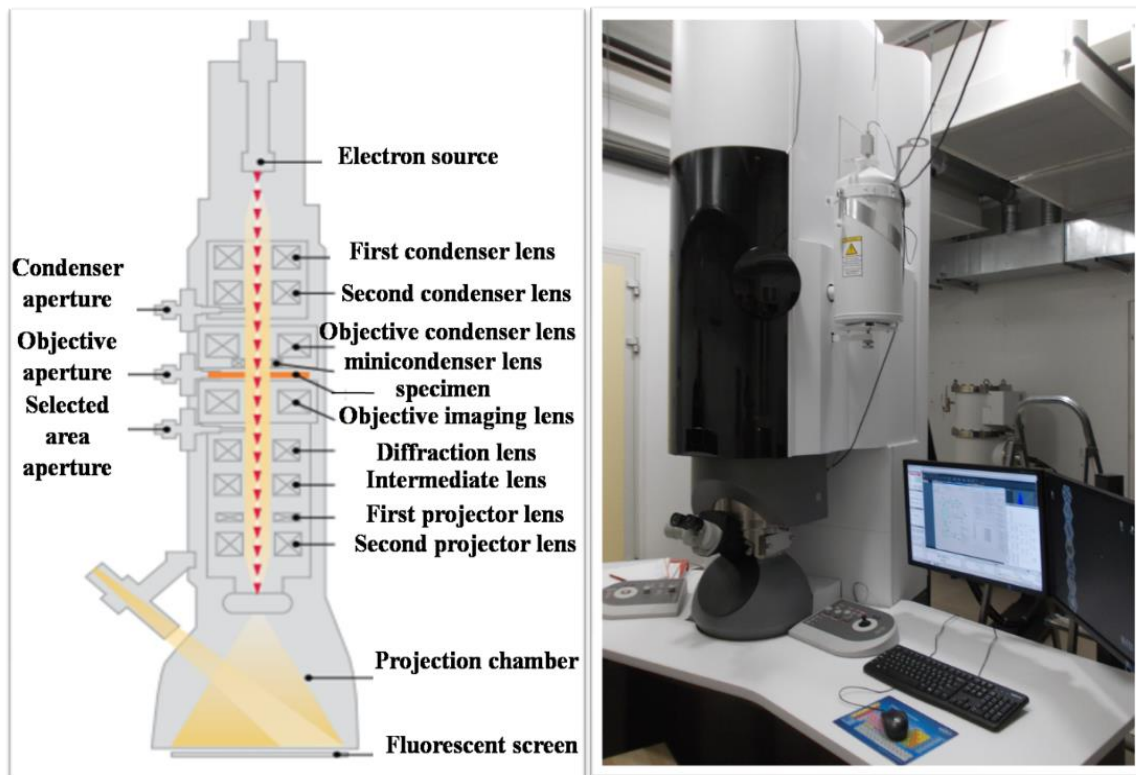 Electron source
First condenser lens
Condenser
aperture
Second condenser lens
Objective condenser lens
Objective
aperture
minicondenser lens
specimen
Selected
area
aperture
Objective imaging lens
Diffraction lens
Intermediate lens
First projector lens
Second projector lens
Projection chamber
Fluorescent screen